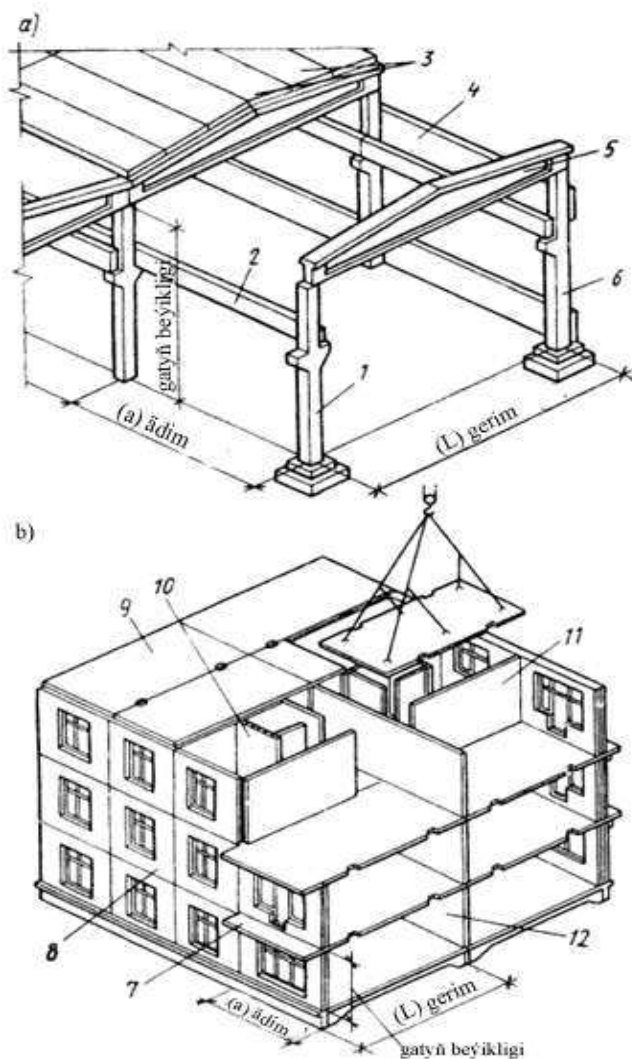 a)
3
4
5
2
6
gatyň beýikligi
1
(a) ädim
(L) gerim
b)
10
9
11
8
7
12
(a) ädim
(L) gerim
gatyň beýikligi